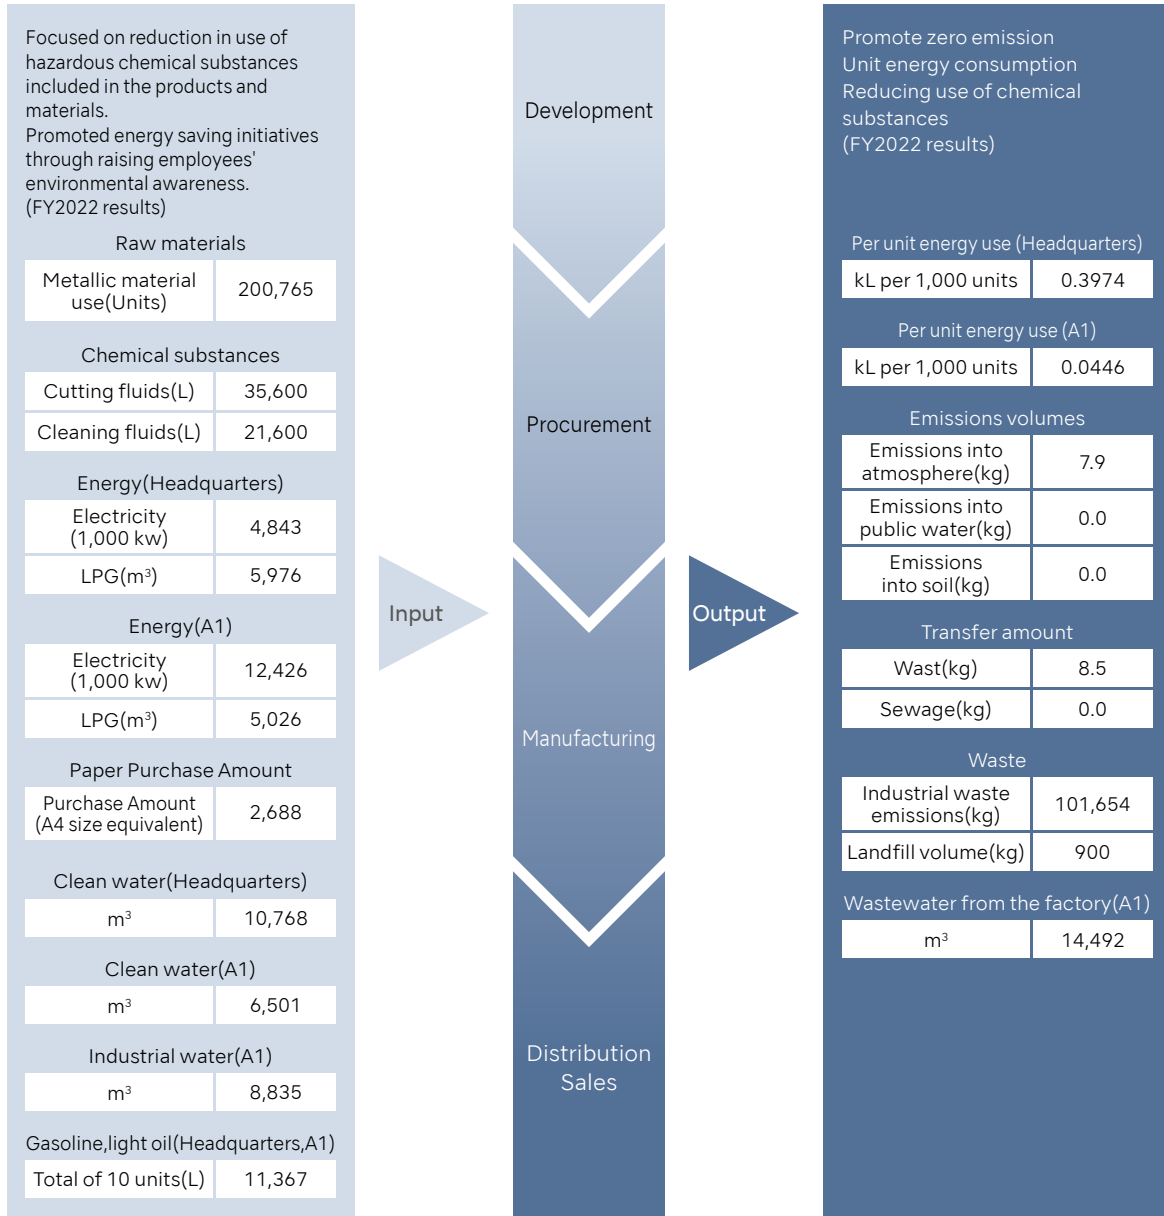 Focused on reduction in use of
hazardous chemical substances
included in the products and
materials.
Promoted energy saving initiatives
through raising employees'
environmental awareness.
(FY2022 results)
Raw materials
Metallic material
use(Units)
200,765
Chemical substances
Cutting fluids(L) 35,600
Cleaning fluids(L) 21,600
Energy(Headquarters)
Electricity
(1,000 kw)
4,843
LPG(m³) 5,976
Energy(A1)
Electricity
(1,000 kw)
12,426
LPG(m³) 5,026
Paper Purchase Amount
Purchase Amount
(A4 size equivalent)
2,688
Clean water(Headquarters)
m³ 10,768
Clean water(A1)
m³ 6,501
Industrial water(A1)
m³ 8,835
Gasoline,light oil(Headquarters,A1)
Total of 10 units(L) 11,367
Input
Development
Procurement
Manufacturing
Distribution
Sales
Output
Promote zero emission
Unit energy consumption
Reducing use of chemical
substances
(FY2022 results)
Per unit energy use (Headquarters)
kL per 1,000 units 0.3974
Per unit energy use (A1)
kL per 1,000 units 0.0446
Emissions volumes
Emissions into
atmosphere(kg)
7.9
Emissions into
public water(kg)
0.0
Emissions
into soil(kg)
0.0
Transfer amount
Wast(kg) 8.5
Sewage(kg) 0.0
Waste
Industrial waste
emissions(kg)
101,654
Landfill volume(kg) 900
Wastewater from the factory(A1)
m³ 14,492